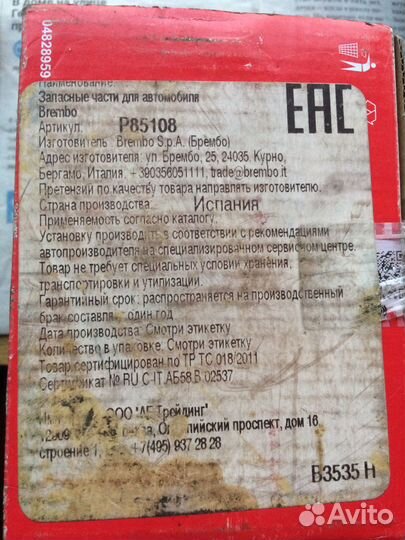 04828959
Наименование:
Запасные части для автомобиля
Brembo
Артикул: P85108
EAC
Изготовитель: Brembo S.p.A. (Брембо)
Адрес изготовителя: ул. Брембо, 25, 24035, Курно,
Бергамо, Италия, +390356051111, trade@brembo.it
Претензии по качеству товара направлять изготовителю.
Страна производства: Испания
Применяемость согласно каталогу.
Установку производить в соответствии с рекомендациями
автопроизводителя на специализированном сервисном центре.
Товар не требует специальных условий хранения,
транспортировки и утилизации.
Гарантийный срок: распространяется на производственный
брак составля один год
Дата производства: Смотри этикетку
Количество в упаковке: Смотри этикетку
Товар сертифицирован по ТР ТС 018/2011
Сертификат № RU C-IT.АБ58.В.02537
ООО "АЕ Трейдинг"
проспект, дом 16
строение 1, +7(495) 937 28 28
B3535 H
Avito